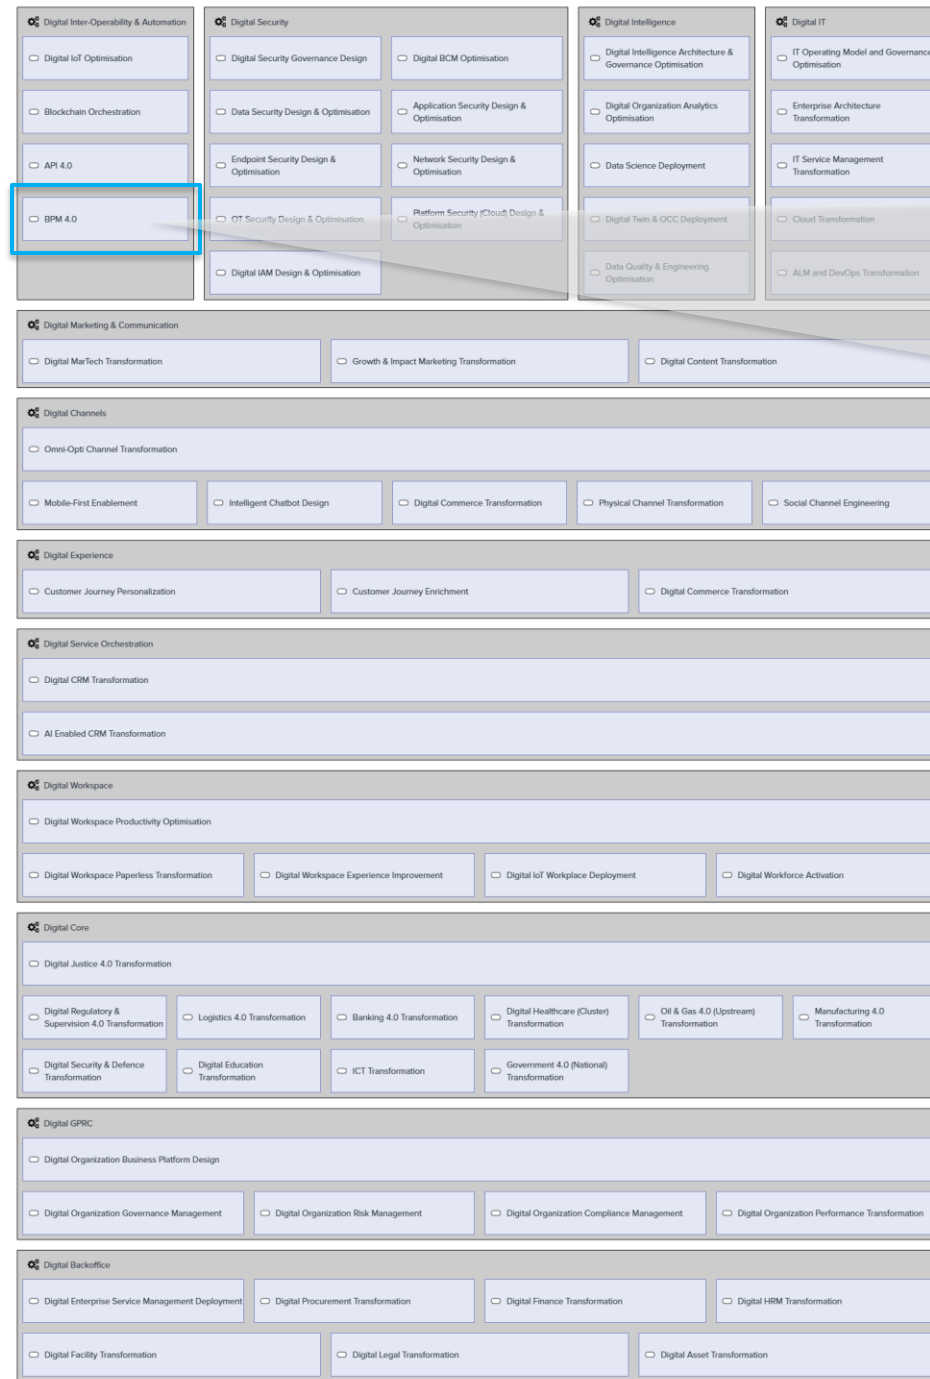 Digital Inter-Operability & Automation
Digital IoT Optimisation
Blockchain Orchestration
API 4.0
BPM 4.0
Digital Security
Digital Security Governance Design
Digital BCM Optimisation
Data Security Design & Optimisation
Application Security Design &
Optimisation
Endpoint Security Design &
Optimisation
Network Security Design &
Optimisation
OT Security Design & Optimisation
Platform Security (Cloud) Design &
Optimisation
Digital IAM Design & Optimisation
Digital Intelligence
Digital Intelligence Architecture &
Governance Optimisation
Digital Organization Analytics
Optimisation
Data Science Deployment
Digital Twin & OCC Deployment
Data Quality & Engineering
Optimisation
Digital IT
IT Operating Model and Governance
Optimisation
Enterprise Architecture
Transformation
IT Service Management
Transformation
Cloud Transformation
ALM and DevOps Transformation
Digital Marketing & Communication
Digital MarTech Transformation
Growth & Impact Marketing Transformation
Digital Content Transformation
Digital Channels
Omni-Opti Channel Transformation
Mobile-First Enablement
Intelligent Chatbot Design
Digital Commerce Transformation
Physical Channel Transformation
Social Channel Engineering
Digital Experience
Customer Journey Personalization
Customer Journey Enrichment
Digital Commerce Transformation
Digital Service Orchestration
Digital CRM Transformation
AI Enabled CRM Transformation
Digital Workspace
Digital Workspace Productivity Optimisation
Digital Workspace Paperless Transformation
Digital Workspace Experience Improvement
Digital IoT Workplace Deployment
Digital Workforce Activation
Digital Core
Digital Justice 4.0 Transformation
Digital Regulatory &
Supervision 4.0 Transformation
Logistics 4.0 Transformation
Banking 4.0 Transformation
Digital Healthcare (Cluster)
Transformation
Oil & Gas 4.0 (Upstream)
Transformation
Manufacturing 4.0
Transformation
Digital Security & Defence
Transformation
Digital Education
Transformation
ICT Transformation
Government 4.0 (National)
Transformation
Digital GPRC
Digital Organization Business Platform Design
Digital Organization Governance Management
Digital Organization Risk Management
Digital Organization Compliance Management
Digital Organization Performance Transformation
Digital Backoffice
Digital Enterprise Service Management Deployment
Digital Procurement Transformation
Digital Finance Transformation
Digital HRM Transformation
Digital Facility Transformation
Digital Legal Transformation
Digital Asset Transformation